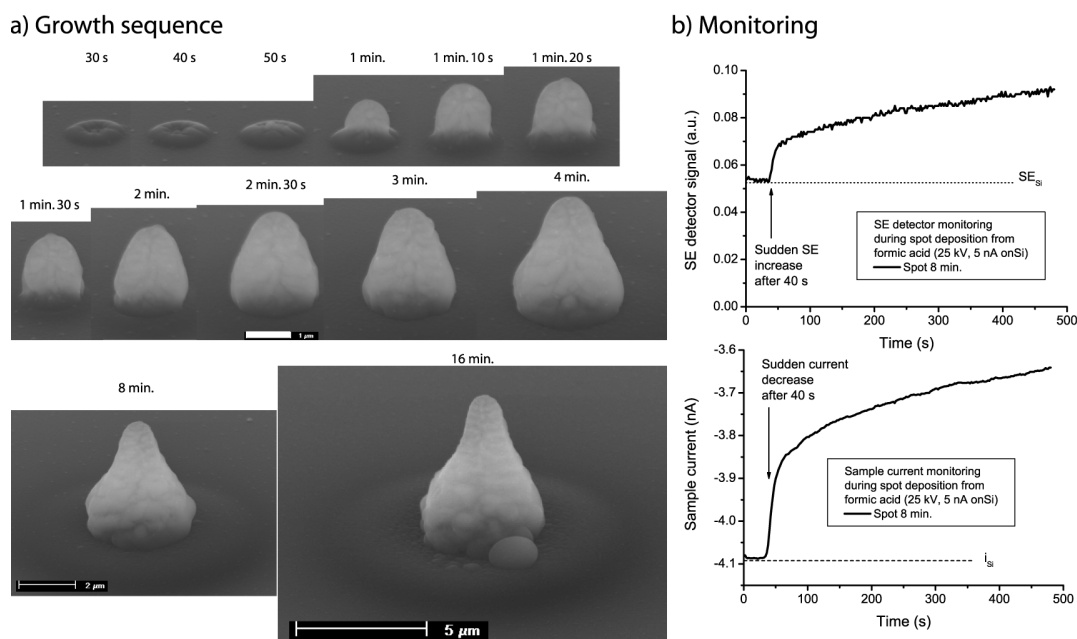 a) Growth sequence
30 s 40 s 50 s 1 min. 1 min. 10 s 1 min. 20 s
1 min. 30 s 2 min. 2 min. 30 s 3 min. 4 min.
1 µm
8 min. 16 min.
2 µm
5 µm
b) Monitoring
0.10
0.08
0.06
0.04
0.02
0.00
SE detector signal (a.u.)
SE_Si
Sudden SE
increase
after 40 s
SE detector monitoring
during spot deposition from
formic acid (25 kV, 5 nA onSi)
Spot 8 min.
0 100 200 300 400 500
Time (s)
-3.6
-3.7
-3.8
-3.9
-4.0
-4.1
Sample current (nA)
Sudden current
decrease
after 40 s
Sample current monitoring
during spot deposition from
formic acid (25 kV, 5 nA onSi)
Spot 8 min.
i_Si
0 100 200 300 400 500
Time (s)